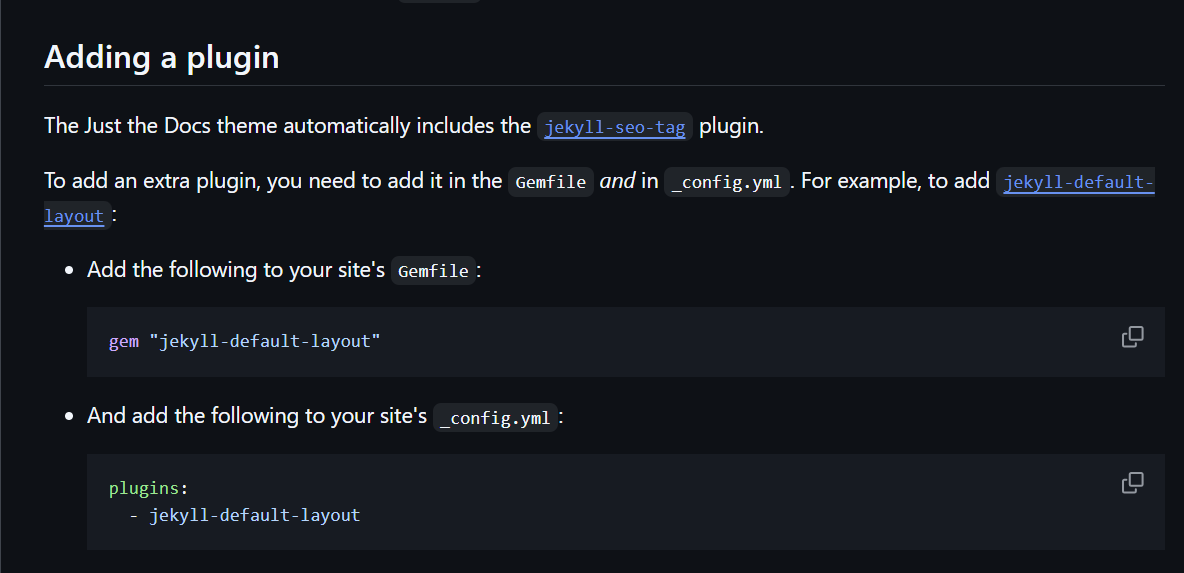 Adding a plugin
The Just the Docs theme automatically includes the jekyll-seo-tag plugin.
To add an extra plugin, you need to add it in the Gemfile and in _config.yml. For example, to add jekyll-default-
layout:
• Add the following to your site's Gemfile:
gem "jekyll-default-layout"
• And add the following to your site's _config.yml:
plugins:
  - jekyll-default-layout